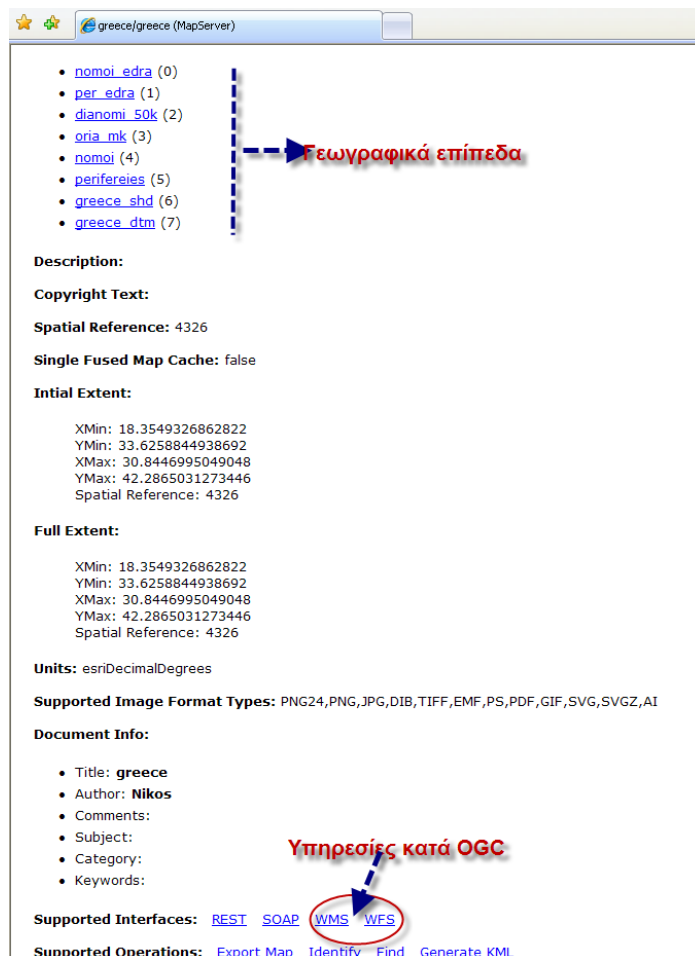 greece/greece (MapServer)
nomoi_edra (0)
per_edra (1)
dianomi_50k (2)
oria_mk (3)
nomoi (4)
perifereies (5)
greece_shd (6)
greece_dtm (7)
Γεωγραφικά επίπεδα
Description:
Copyright Text:
Spatial Reference: 4326
Single Fused Map Cache: false
Intial Extent:
XMin: 18.3549326862822
YMin: 33.6258844938692
XMax: 30.8446995049048
YMax: 42.2865031273446
Spatial Reference: 4326
Full Extent:
XMin: 18.3549326862822
YMin: 33.6258844938692
XMax: 30.8446995049048
YMax: 42.2865031273446
Spatial Reference: 4326
Units: esriDecimalDegrees
Supported Image Format Types: PNG24,PNG,JPG,DIB,TIFF,EMF,PS,PDF,GIF,SVG,SVGZ,AI
Document Info:
Title: greece
Author: Nikos
Comments:
Subject:
Category:
Keywords:
Υπηρεσίες κατά OGC
Supported Interfaces: REST SOAP WMS WFS
Supported Operations: Export Map Identify Find Generate KML